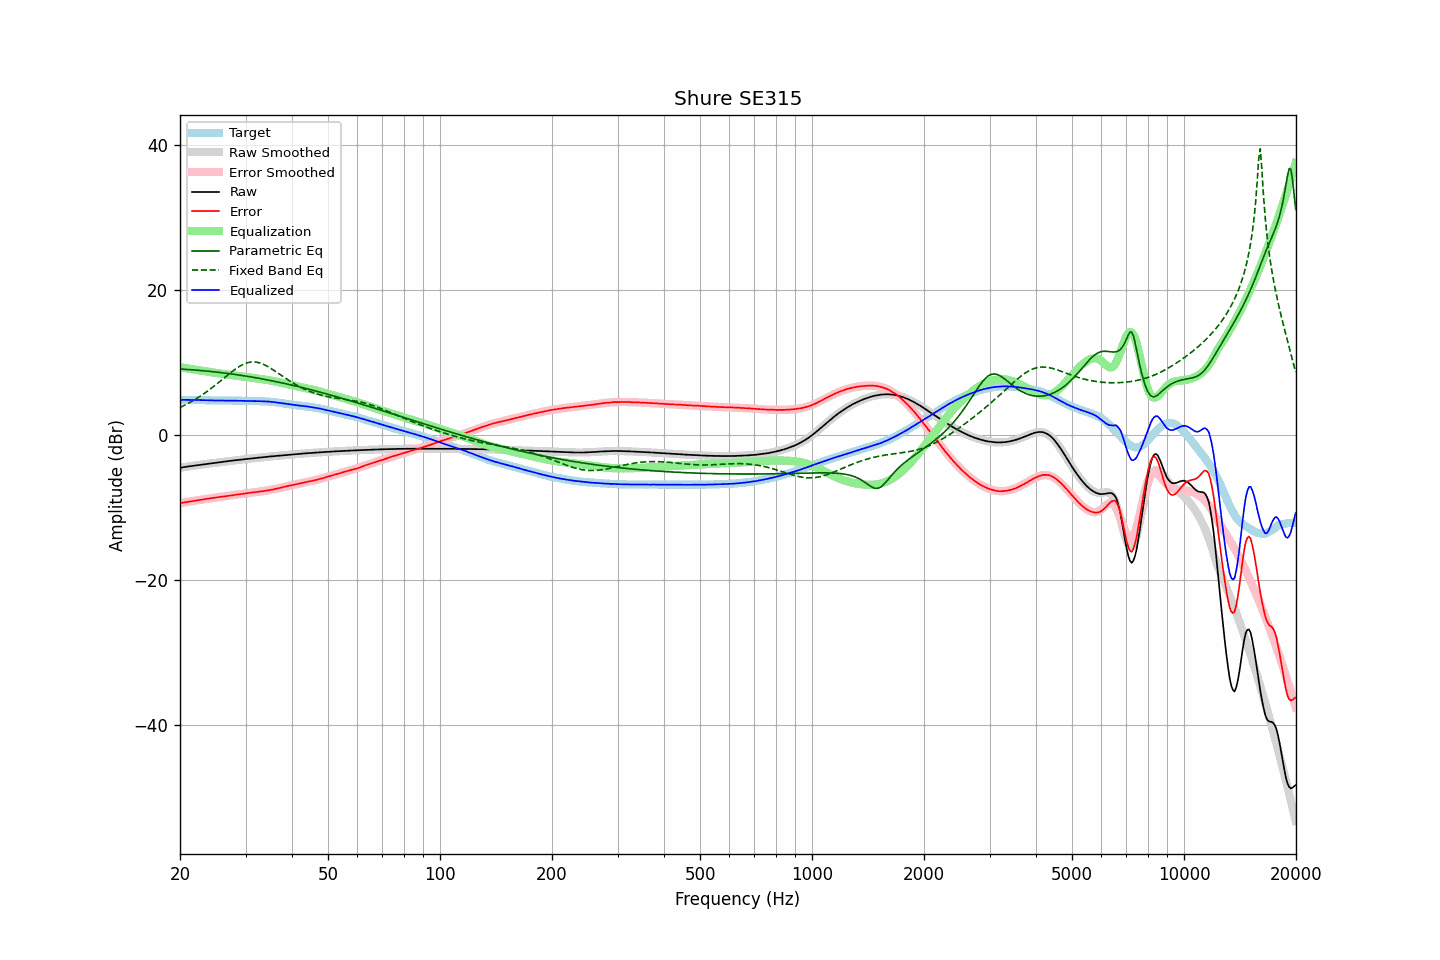 Shure SE315
Target
Raw Smoothed
Error Smoothed
Raw
Error
Equalization
Parametric Eq
Fixed Band Eq
Equalized
40
20
0
−20
−40
Amplitude (dBr)
20 50 100 200 500 1000 2000 5000 10000 20000
Frequency (Hz)